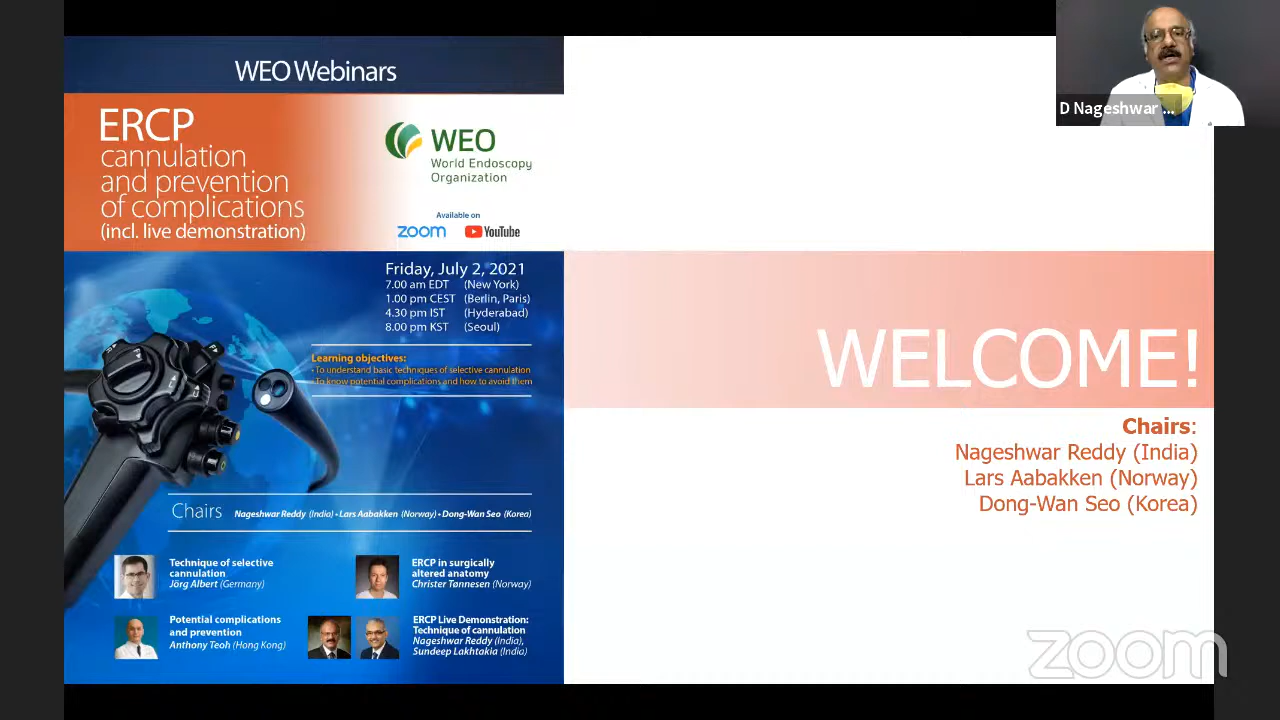 WEO Webinars
ERCP
cannulation
and prevention
of complications
(incl. live demonstration)
WEO
World Endoscopy
Organization
Available on
zoom YouTube
Friday, July 2, 2021
7.00 am EDT (New York)
1.00 pm CEST (Berlin, Paris)
4.30 pm IST (Hyderabad)
8.00 pm KST (Seoul)
Learning objectives:
• To understand basic techniques of selective cannulation
• To know potential complications and how to avoid them
Chairs Nageshwar Reddy (India) • Lars Aabakken (Norway) • Dong-Wan Seo (Korea)
Technique of selective
cannulation
Jörg Albert (Germany)
ERCP in surgically
altered anatomy
Christer Tønnesen (Norway)
Potential complications
and prevention
Anthony Teoh (Hong Kong)
ERCP Live Demonstration:
Technique of cannulation
Nageshwar Reddy (India),
Sundeep Lakhtakia (India)
D Nageshwar ...
WELCOME!
Chairs:
Nageshwar Reddy (India)
Lars Aabakken (Norway)
Dong-Wan Seo (Korea)
zoom